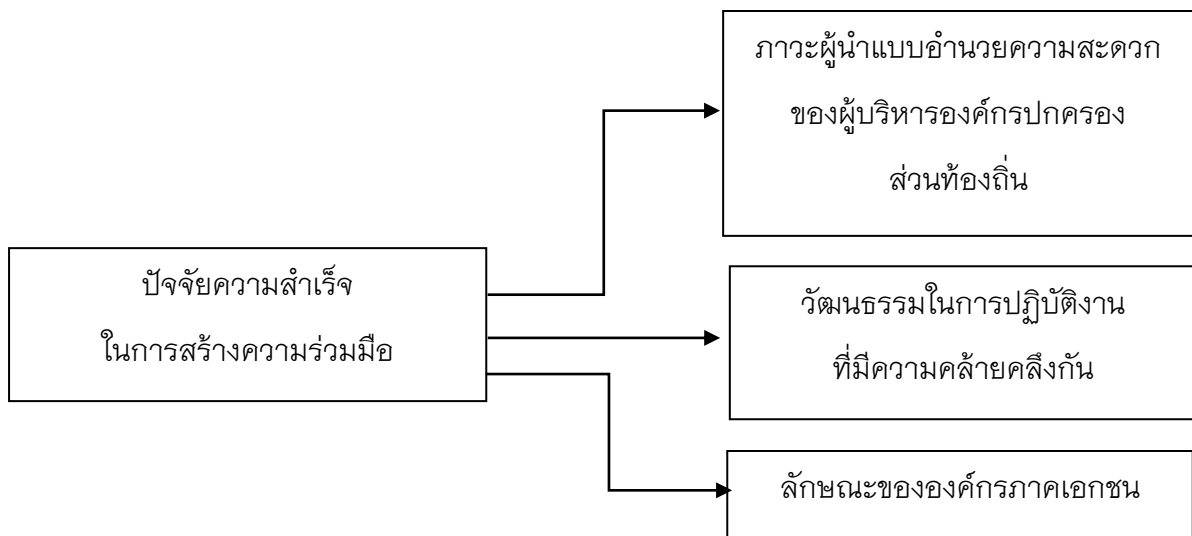 ภาวะผู้นำแบบอำนวยความสะดวก
ของผู้บริหารองค์กรปกครอง
ส่วนท้องถิ่น
ปัจจัยความสำเร็จ
ในการสร้างความร่วมมือ
วัฒนธรรมในการปฏิบัติงาน
ที่มีความคล้ายคลึงกัน
ลักษณะขององค์กรภาคเอกชน